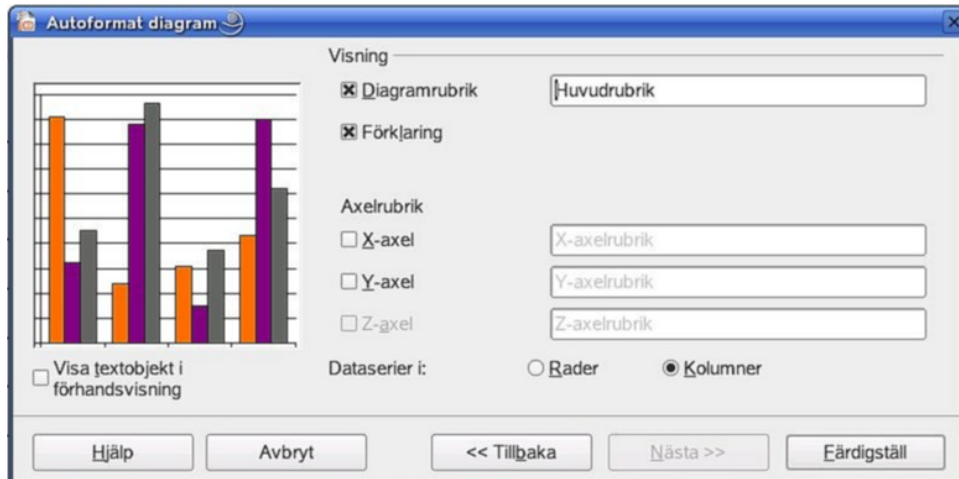 Autoformat diagram
Visning
Diagramrubrik
Huvudrubrik
Förklaring
Axelrubrik
X-axel
X-axelrubrik
Y-axel
Y-axelrubrik
Z-axel
Z-axelrubrik
Visa textobjekt i
förhandsvisning
Dataserier i:
Rader
Kolumner
Hjälp
Avbryt
<< Tillbaka
Nästa >>
Färdigställ